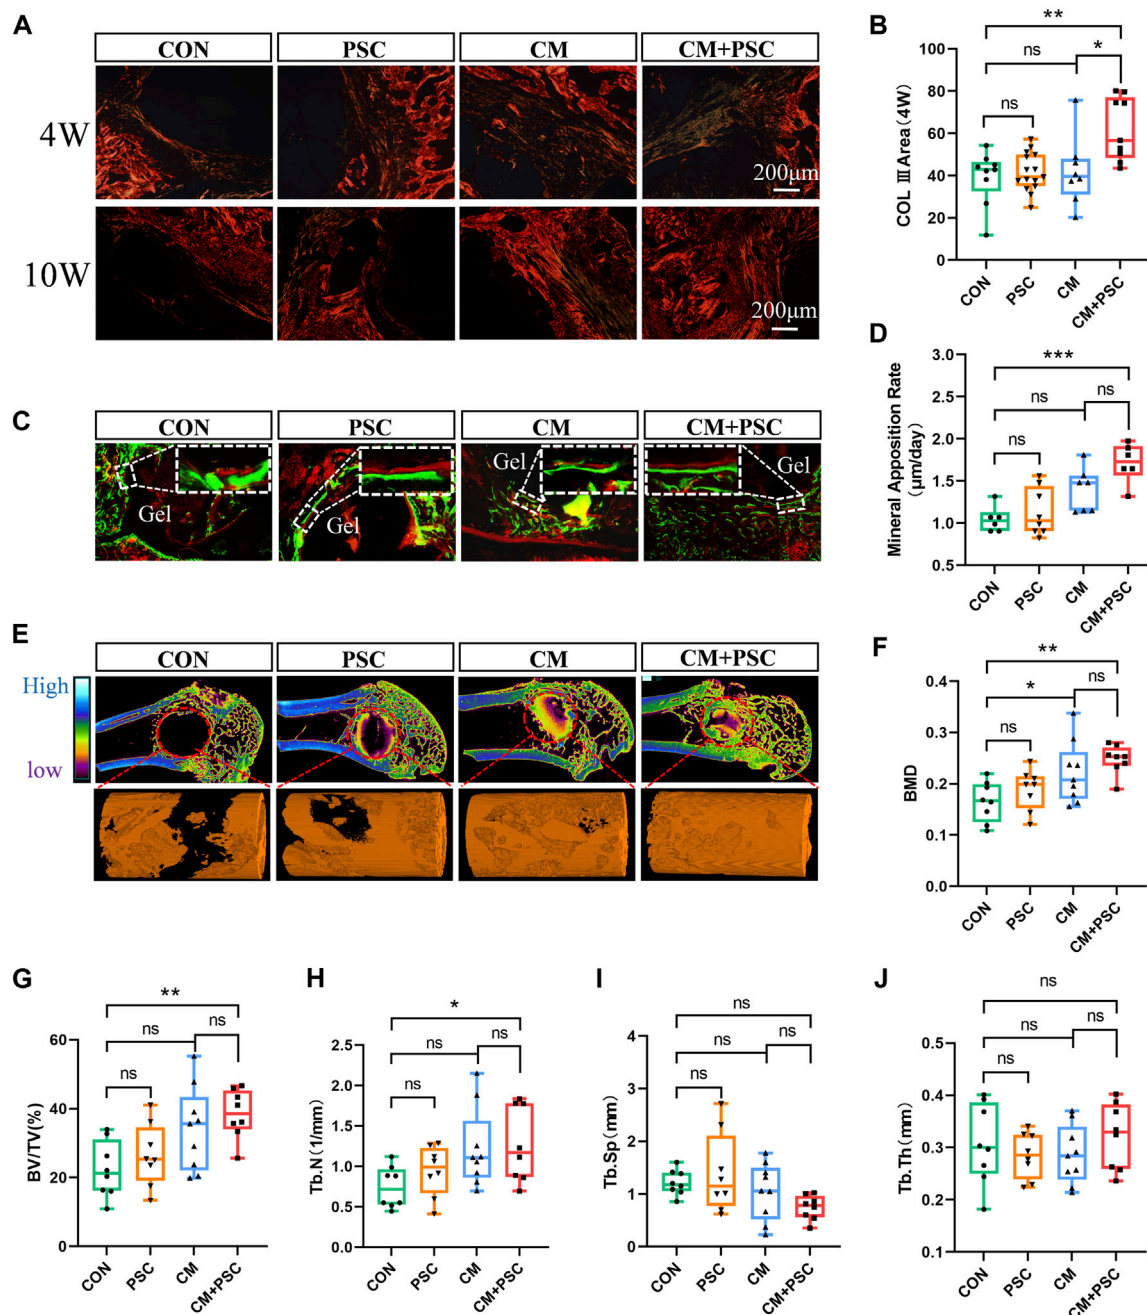 A
CON
PSC
CM
CM+PSC
4W
200μm
10W
200μm
B
**
ns
*
ns
COL Ⅲ Area (4W)
100
80
60
40
20
0
CON
PSC
CM
CM+PSC
C
CON
PSC
CM
CM+PSC
Gel
Gel
Gel
Gel
D
***
ns
ns
ns
Mineral Apposition Rate
(μm/day)
3.0
2.5
2.0
1.5
1.0
0.5
CON
PSC
CM
CM+PSC
E
CON
PSC
CM
CM+PSC
High
low
F
**
*
ns
ns
BMD
0.4
0.3
0.2
0.1
0.0
CON
PSC
CM
CM+PSC
G
**
ns
ns
ns
BV/TV(%)
60
40
20
0
CON
PSC
CM
CM+PSC
H
*
ns
ns
ns
Tb.N (1/mm)
2.5
2.0
1.5
1.0
0.5
0.0
CON
PSC
CM
CM+PSC
I
ns
ns
ns
ns
Tb.Sp (mm)
4
3
2
1
0
CON
PSC
CM
CM+PSC
J
ns
ns
ns
ns
Tb.Th (mm)
0.5
0.4
0.3
0.2
0.1
CON
PSC
CM
CM+PSC